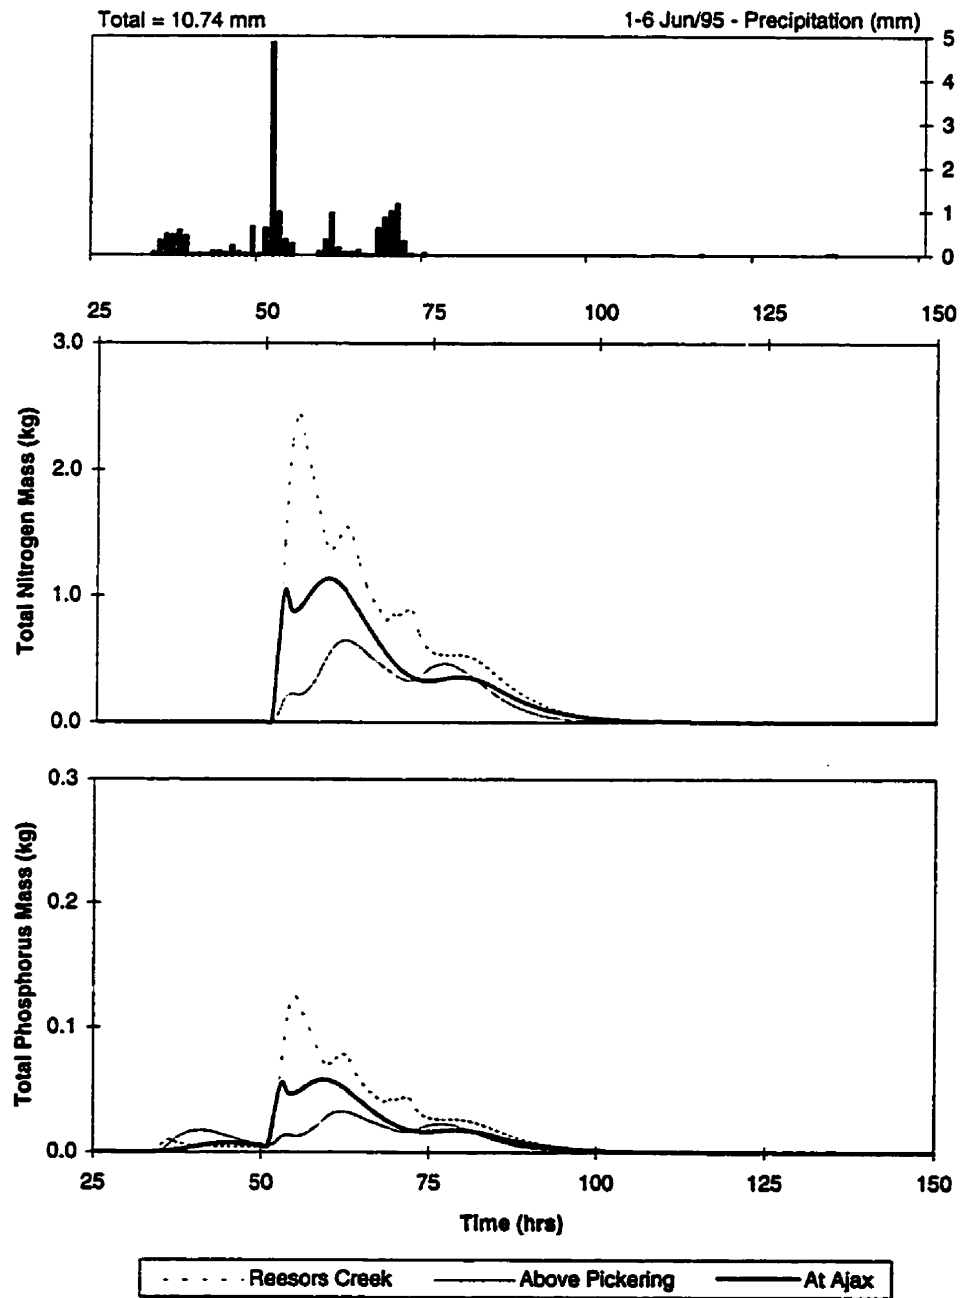 Total = 10.74 mm
1-6 Jun/95 - Precipitation (mm)
5
4
3
2
1
0
25 50 75 100 125 150
Total Nitrogen Mass (kg)
3.0
2.0
1.0
0.0
Total Phosphorus Mass (kg)
0.3
0.2
0.1
0.0
25 50 75 100 125 150
Time (hrs)
Reesors Creek Above Pickering At Ajax